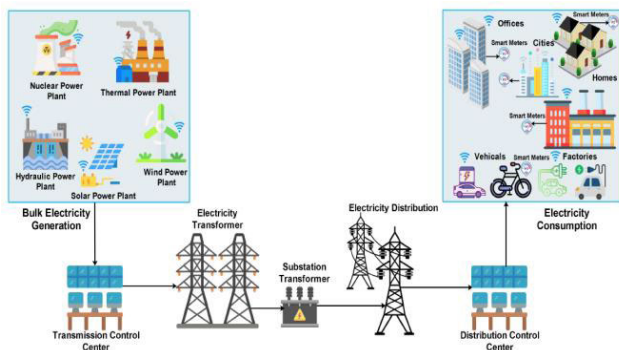 Nuclear Power
Plant
Thermal Power
Plant
Hydraulic Power
Plant
Solar Power Plant
Wind Power
Plant
Bulk Electricity
Generation
Transmission Control
Center
Electricity
Transformer
Substation
Transformer
Electricity Distribution
Distribution Control
Center
Offices
Smart Meters
Cities
Smart Meters
Homes
Smart Meters
Vehicals
Smart Meters
Factories
Electricity
Consumption